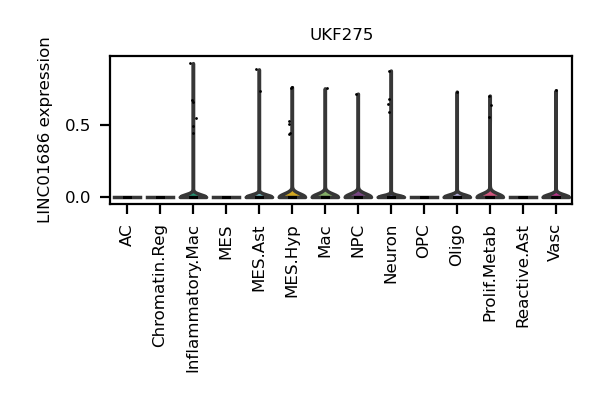 UKF275
LINC01686 expression
0.5
0.0
AC
Chromatin.Reg
Inflammatory.Mac
MES
MES.Ast
MES.Hyp
Mac
NPC
Neuron
OPC
Oligo
Prolif.Metab
Reactive.Ast
Vasc